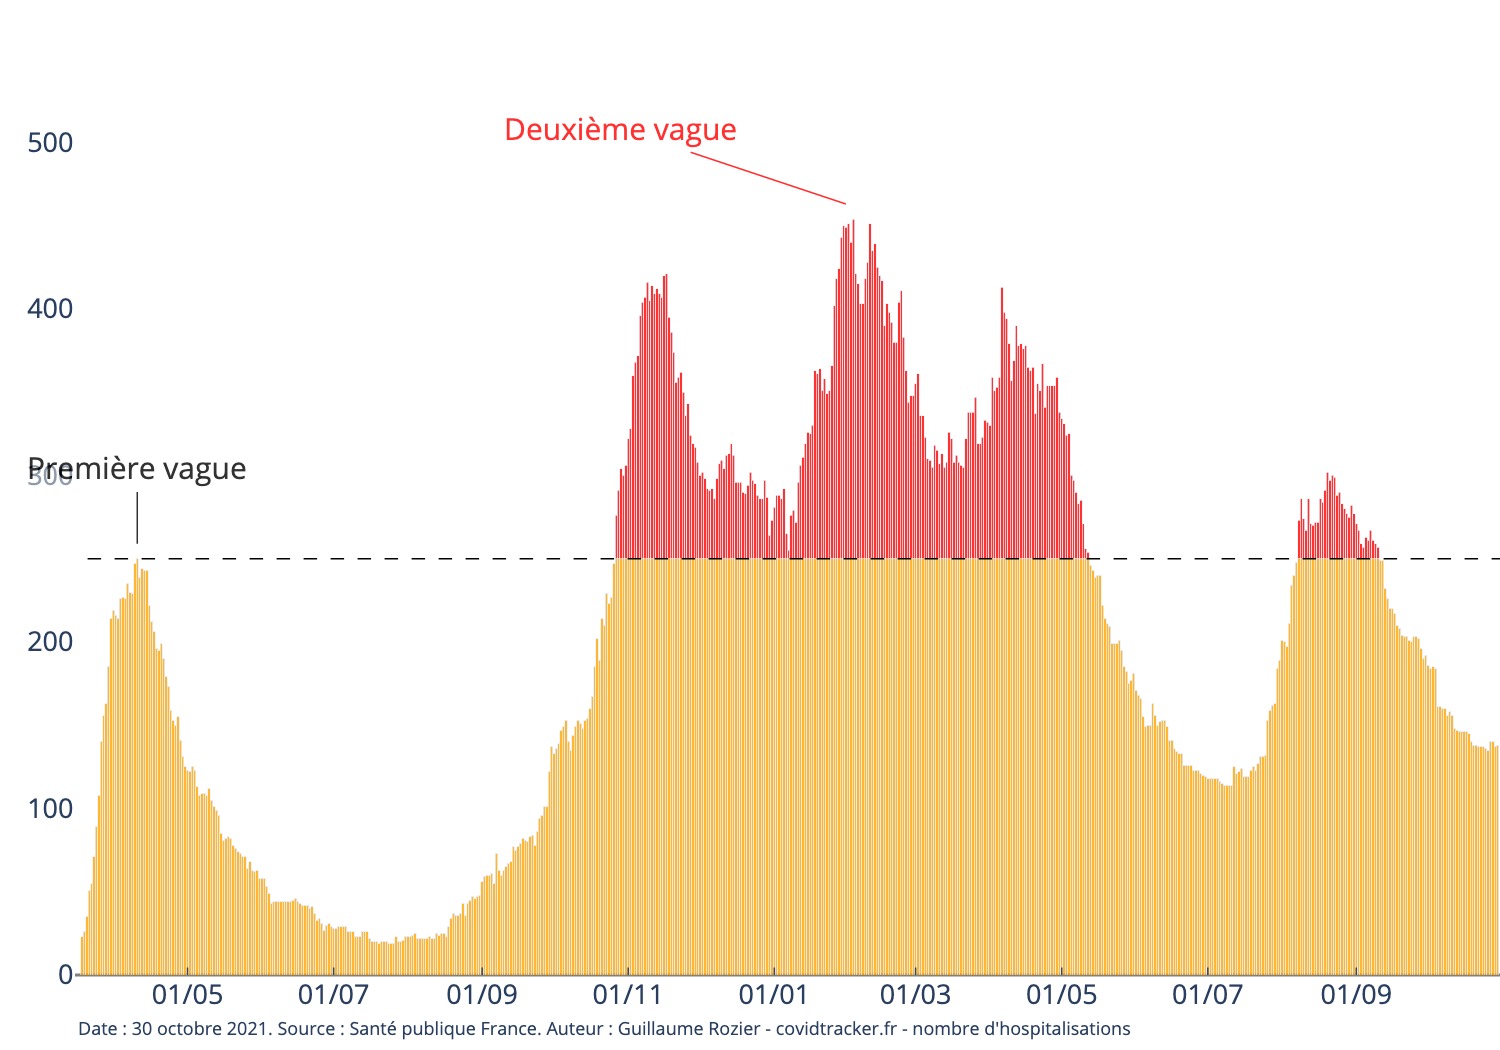 Deuxième vague
500
400
Première vague
300
200
100
0
01/05 01/07 01/09 01/11 01/01 01/03 01/05 01/07 01/09
Date : 30 octobre 2021. Source : Santé publique France. Auteur : Guillaume Rozier - covidtracker.fr - nombre d'hospitalisations